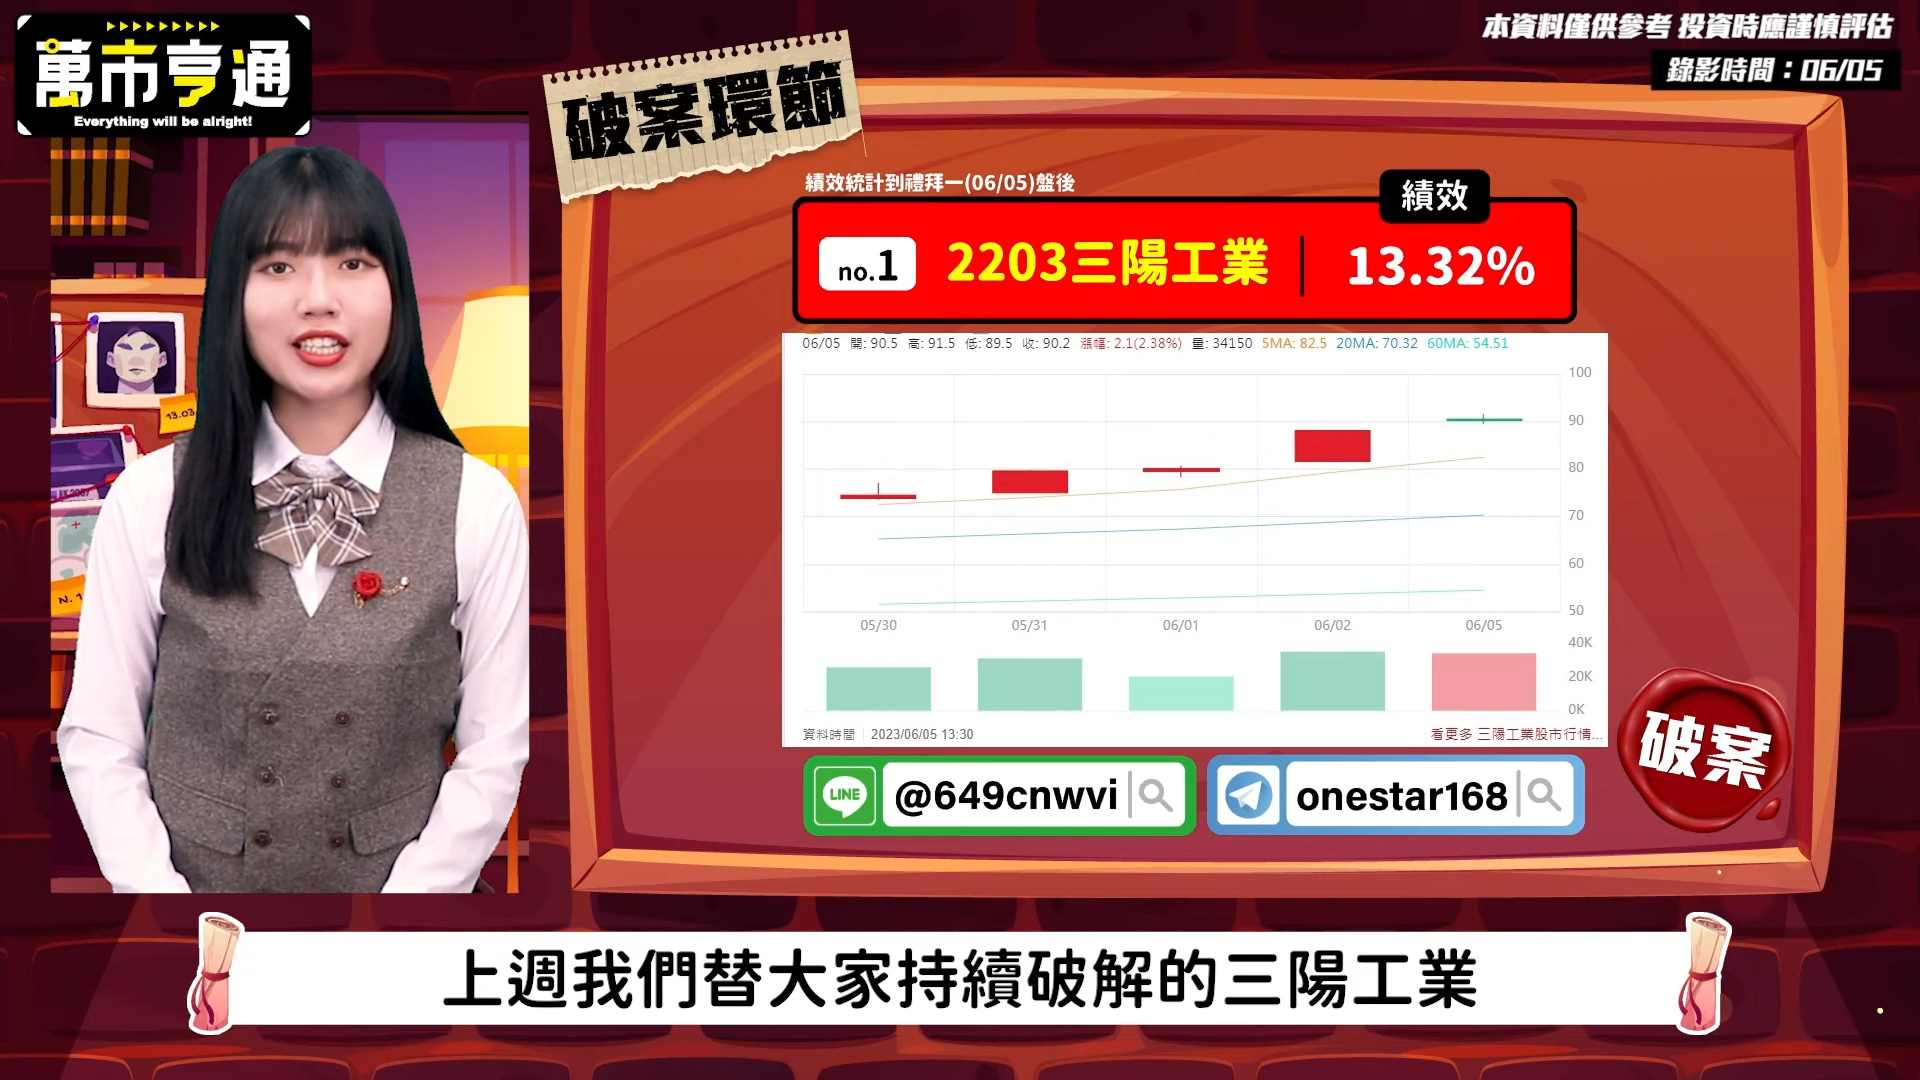 萬市亨通
Everything will be alright!
本資料僅供參考 投資時應謹慎評估
錄影時間：06/05
破案環節
績效統計到禮拜一(06/05)盤後
績效
no.1 2203三陽工業 13.32%
06/05 開: 90.5 高: 91.5 低: 89.5 收: 90.2 漲幅: 2.1(2.38%) 量: 34150 5MA: 82.5 20MA: 70.32 60MA: 54.51
100
90
80
70
60
50
05/30 05/31 06/01 06/02 06/05
40K
20K
0K
資料時間 2023/06/05 13:30
看更多 三陽工業股市行情...
13.03
N. 1
LINE @649cnwvi
onestar168
破案
上週我們替大家持續破解的三陽工業